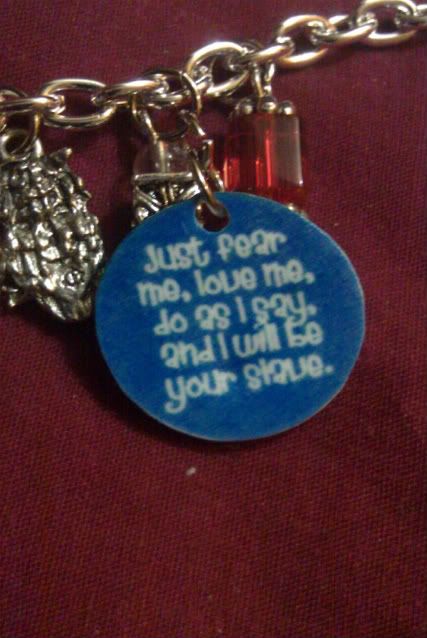 Just fear
me, love me,
do as I say,
and I will be
your slave.